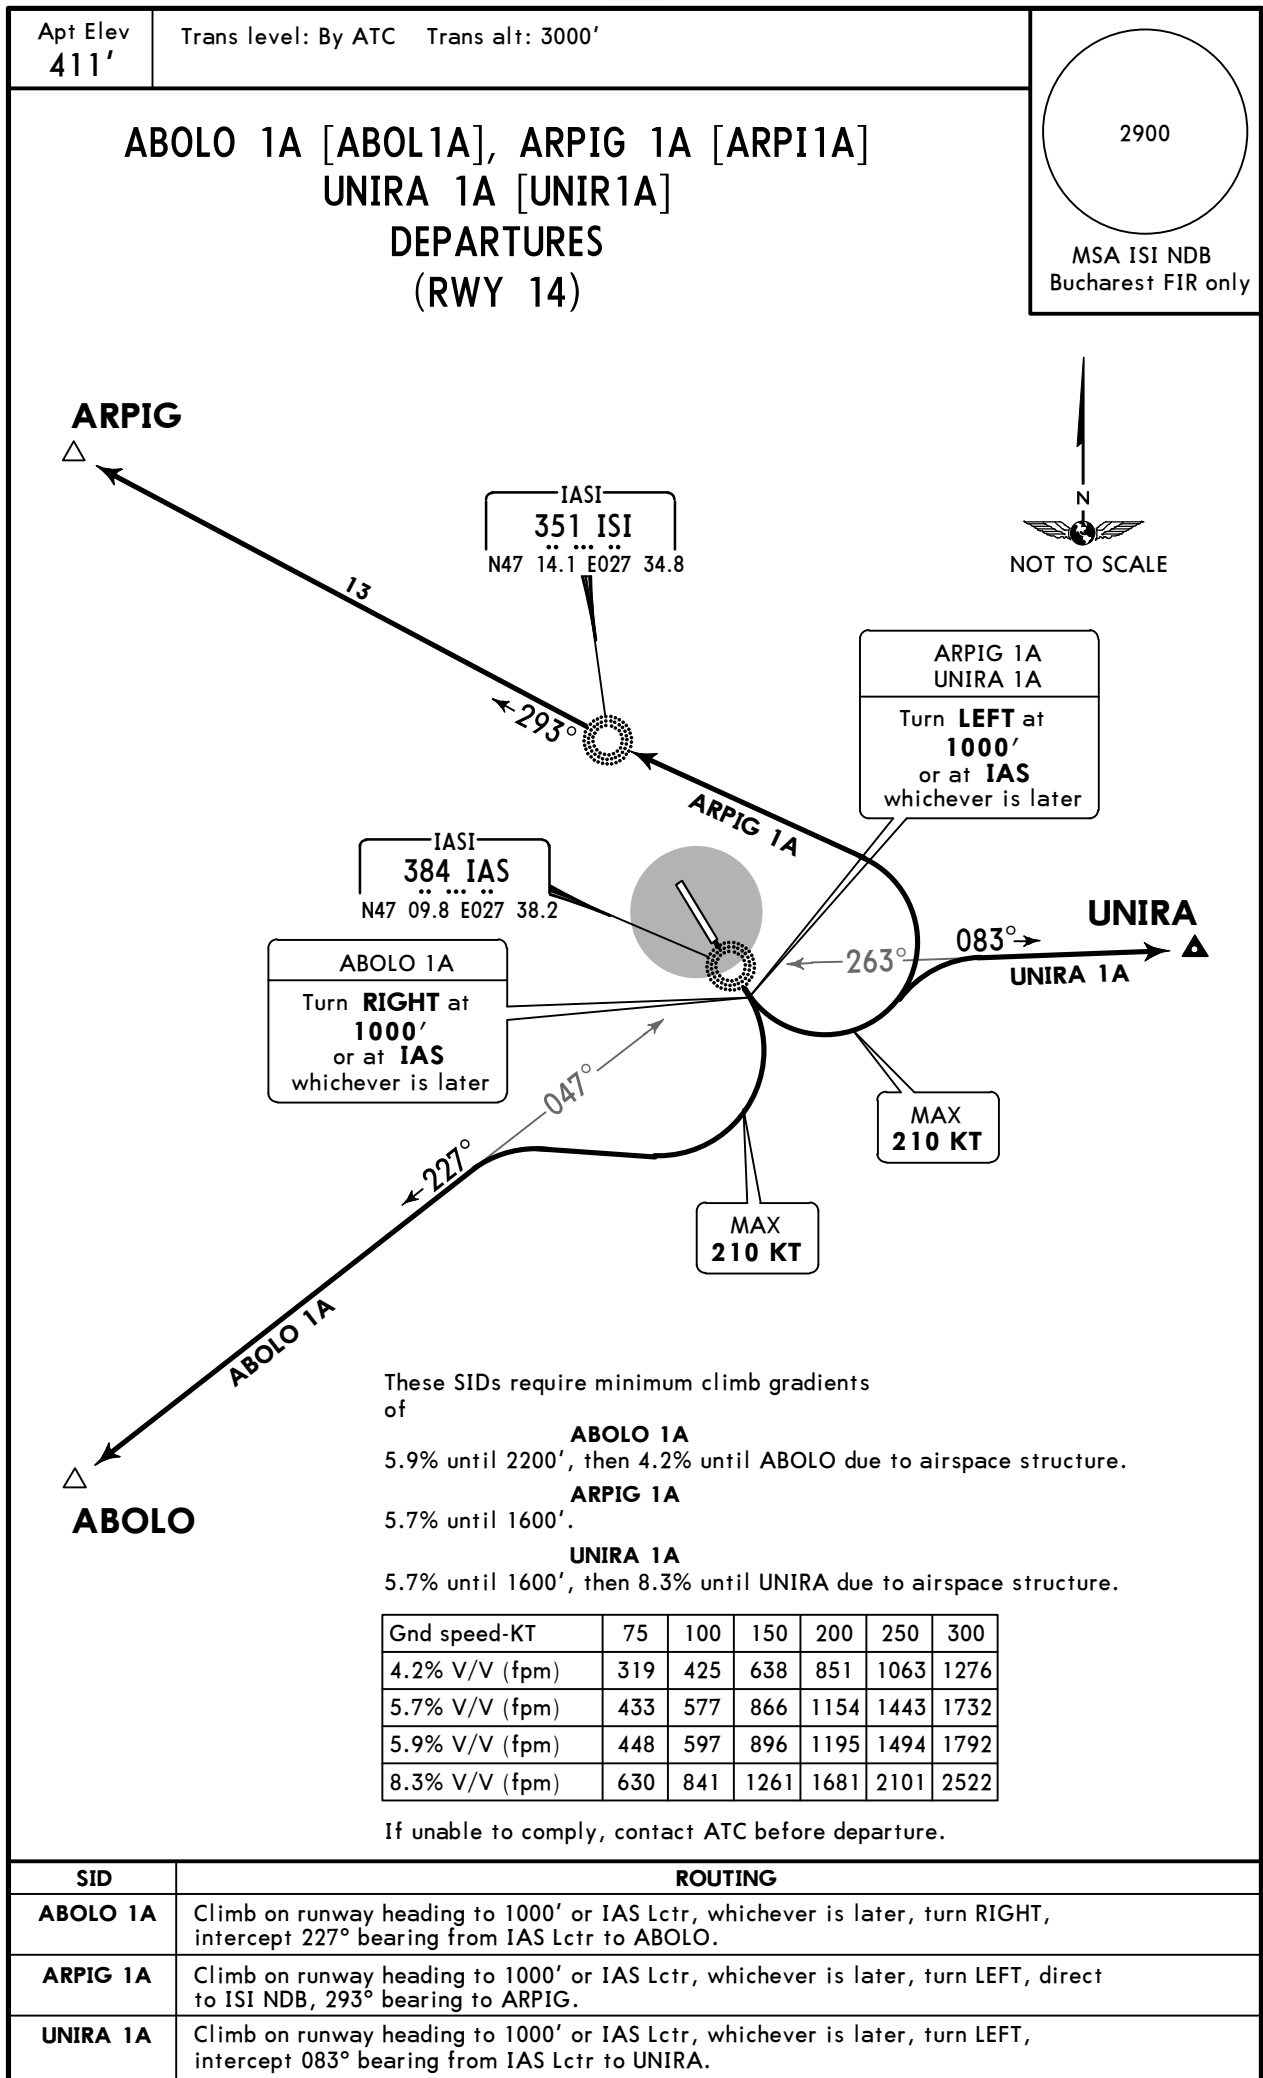 Apt Elev
411'
Trans level: By ATC Trans alt: 3000'
2900
MSA ISI NDB
Bucharest FIR only
ABOLO 1A [ABOL1A], ARPIG 1A [ARPI1A]
UNIRA 1A [UNIR1A]
DEPARTURES
(RWY 14)
N
NOT TO SCALE
ARPIG
13
IASI
351 ISI
N47 14.1 E027 34.8
293°
ARPIG 1A
ARPIG 1A
UNIRA 1A
Turn LEFT at
1000'
or at IAS
whichever is later
IASI
384 IAS
N47 09.8 E027 38.2
UNIRA
083°
263°
UNIRA 1A
ABOLO 1A
Turn RIGHT at
1000'
or at IAS
whichever is later
047°
227°
MAX
210 KT
MAX
210 KT
ABOLO 1A
ABOLO
These SIDs require minimum climb gradients
of
ABOLO 1A
5.9% until 2200', then 4.2% until ABOLO due to airspace structure.
ARPIG 1A
5.7% until 1600'.
UNIRA 1A
5.7% until 1600', then 8.3% until UNIRA due to airspace structure.
Gnd speed-KT 75 100 150 200 250 300
4.2% V/V (fpm) 319 425 638 851 1063 1276
5.7% V/V (fpm) 433 577 866 1154 1443 1732
5.9% V/V (fpm) 448 597 896 1195 1494 1792
8.3% V/V (fpm) 630 841 1261 1681 2101 2522
If unable to comply, contact ATC before departure.
SID ROUTING
ABOLO 1A Climb on runway heading to 1000' or IAS Lctr, whichever is later, turn RIGHT,
intercept 227° bearing from IAS Lctr to ABOLO.
ARPIG 1A Climb on runway heading to 1000' or IAS Lctr, whichever is later, turn LEFT, direct
to ISI NDB, 293° bearing to ARPIG.
UNIRA 1A Climb on runway heading to 1000' or IAS Lctr, whichever is later, turn LEFT,
intercept 083° bearing from IAS Lctr to UNIRA.